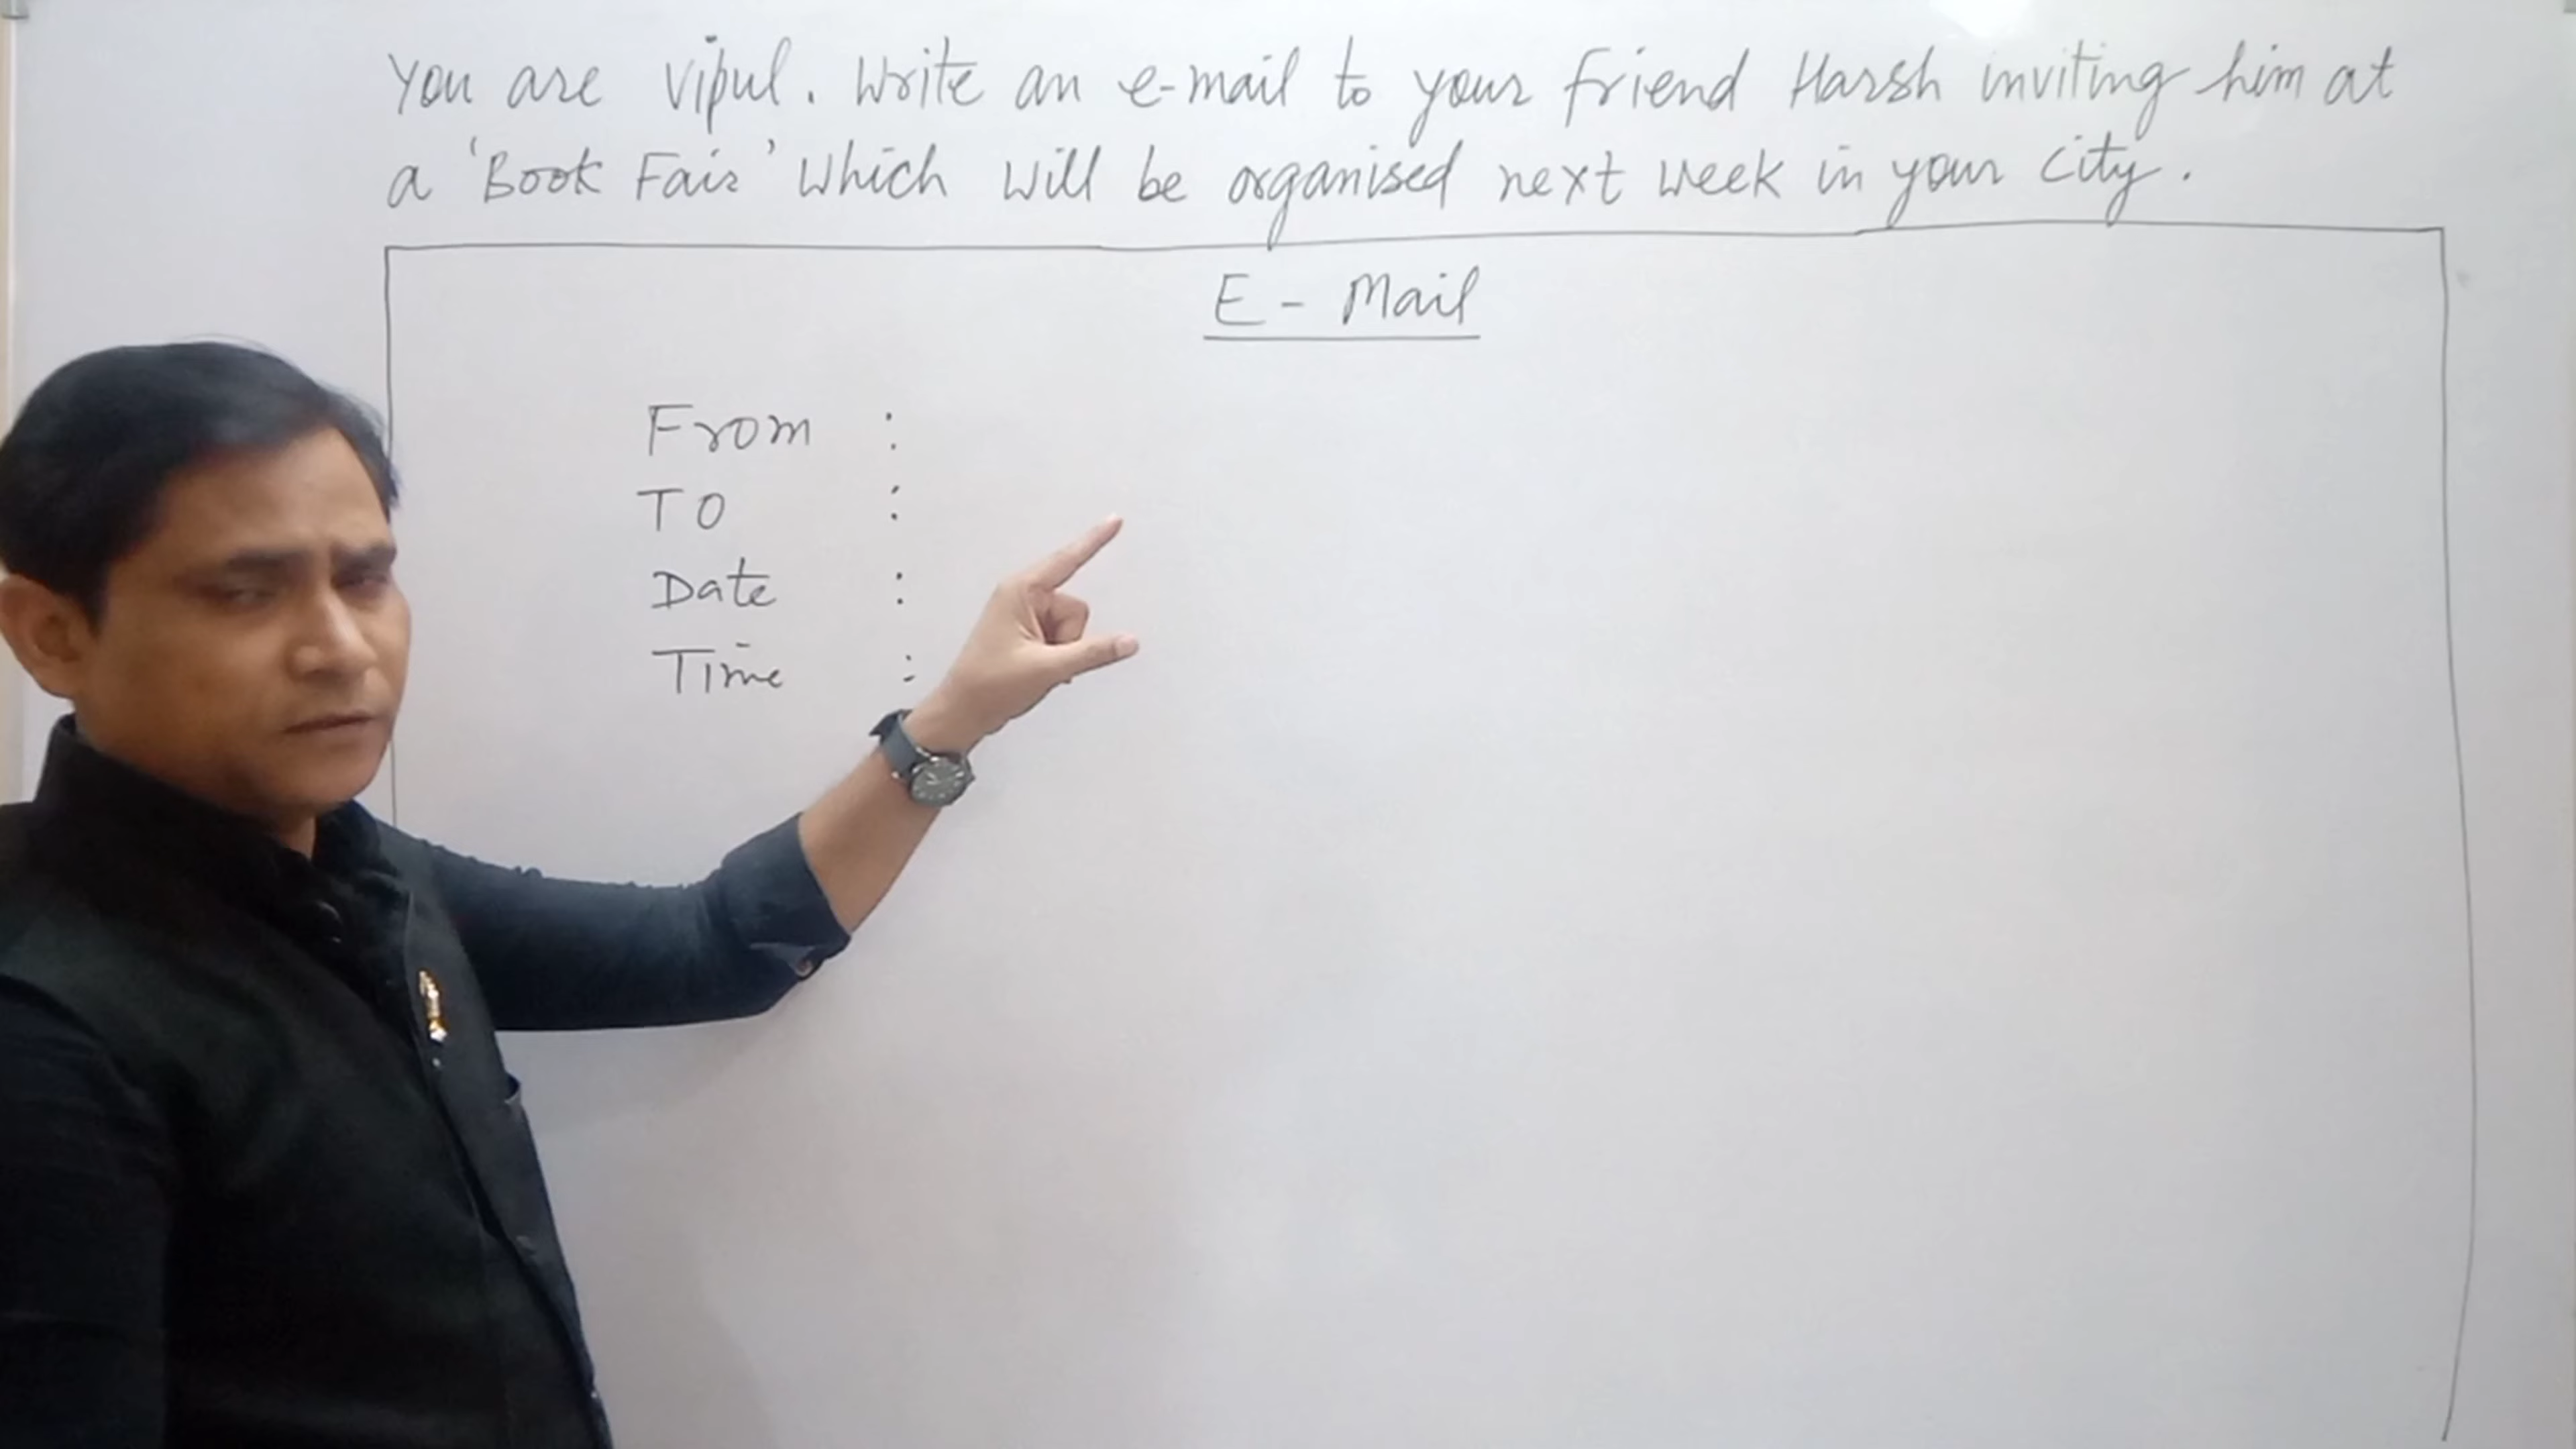 You are Vipul. Write an e-mail to your friend Harsh inviting him at
a 'Book Fair' which will be organised next week in your city.
E - Mail
From :
TO :
Date :
Time :